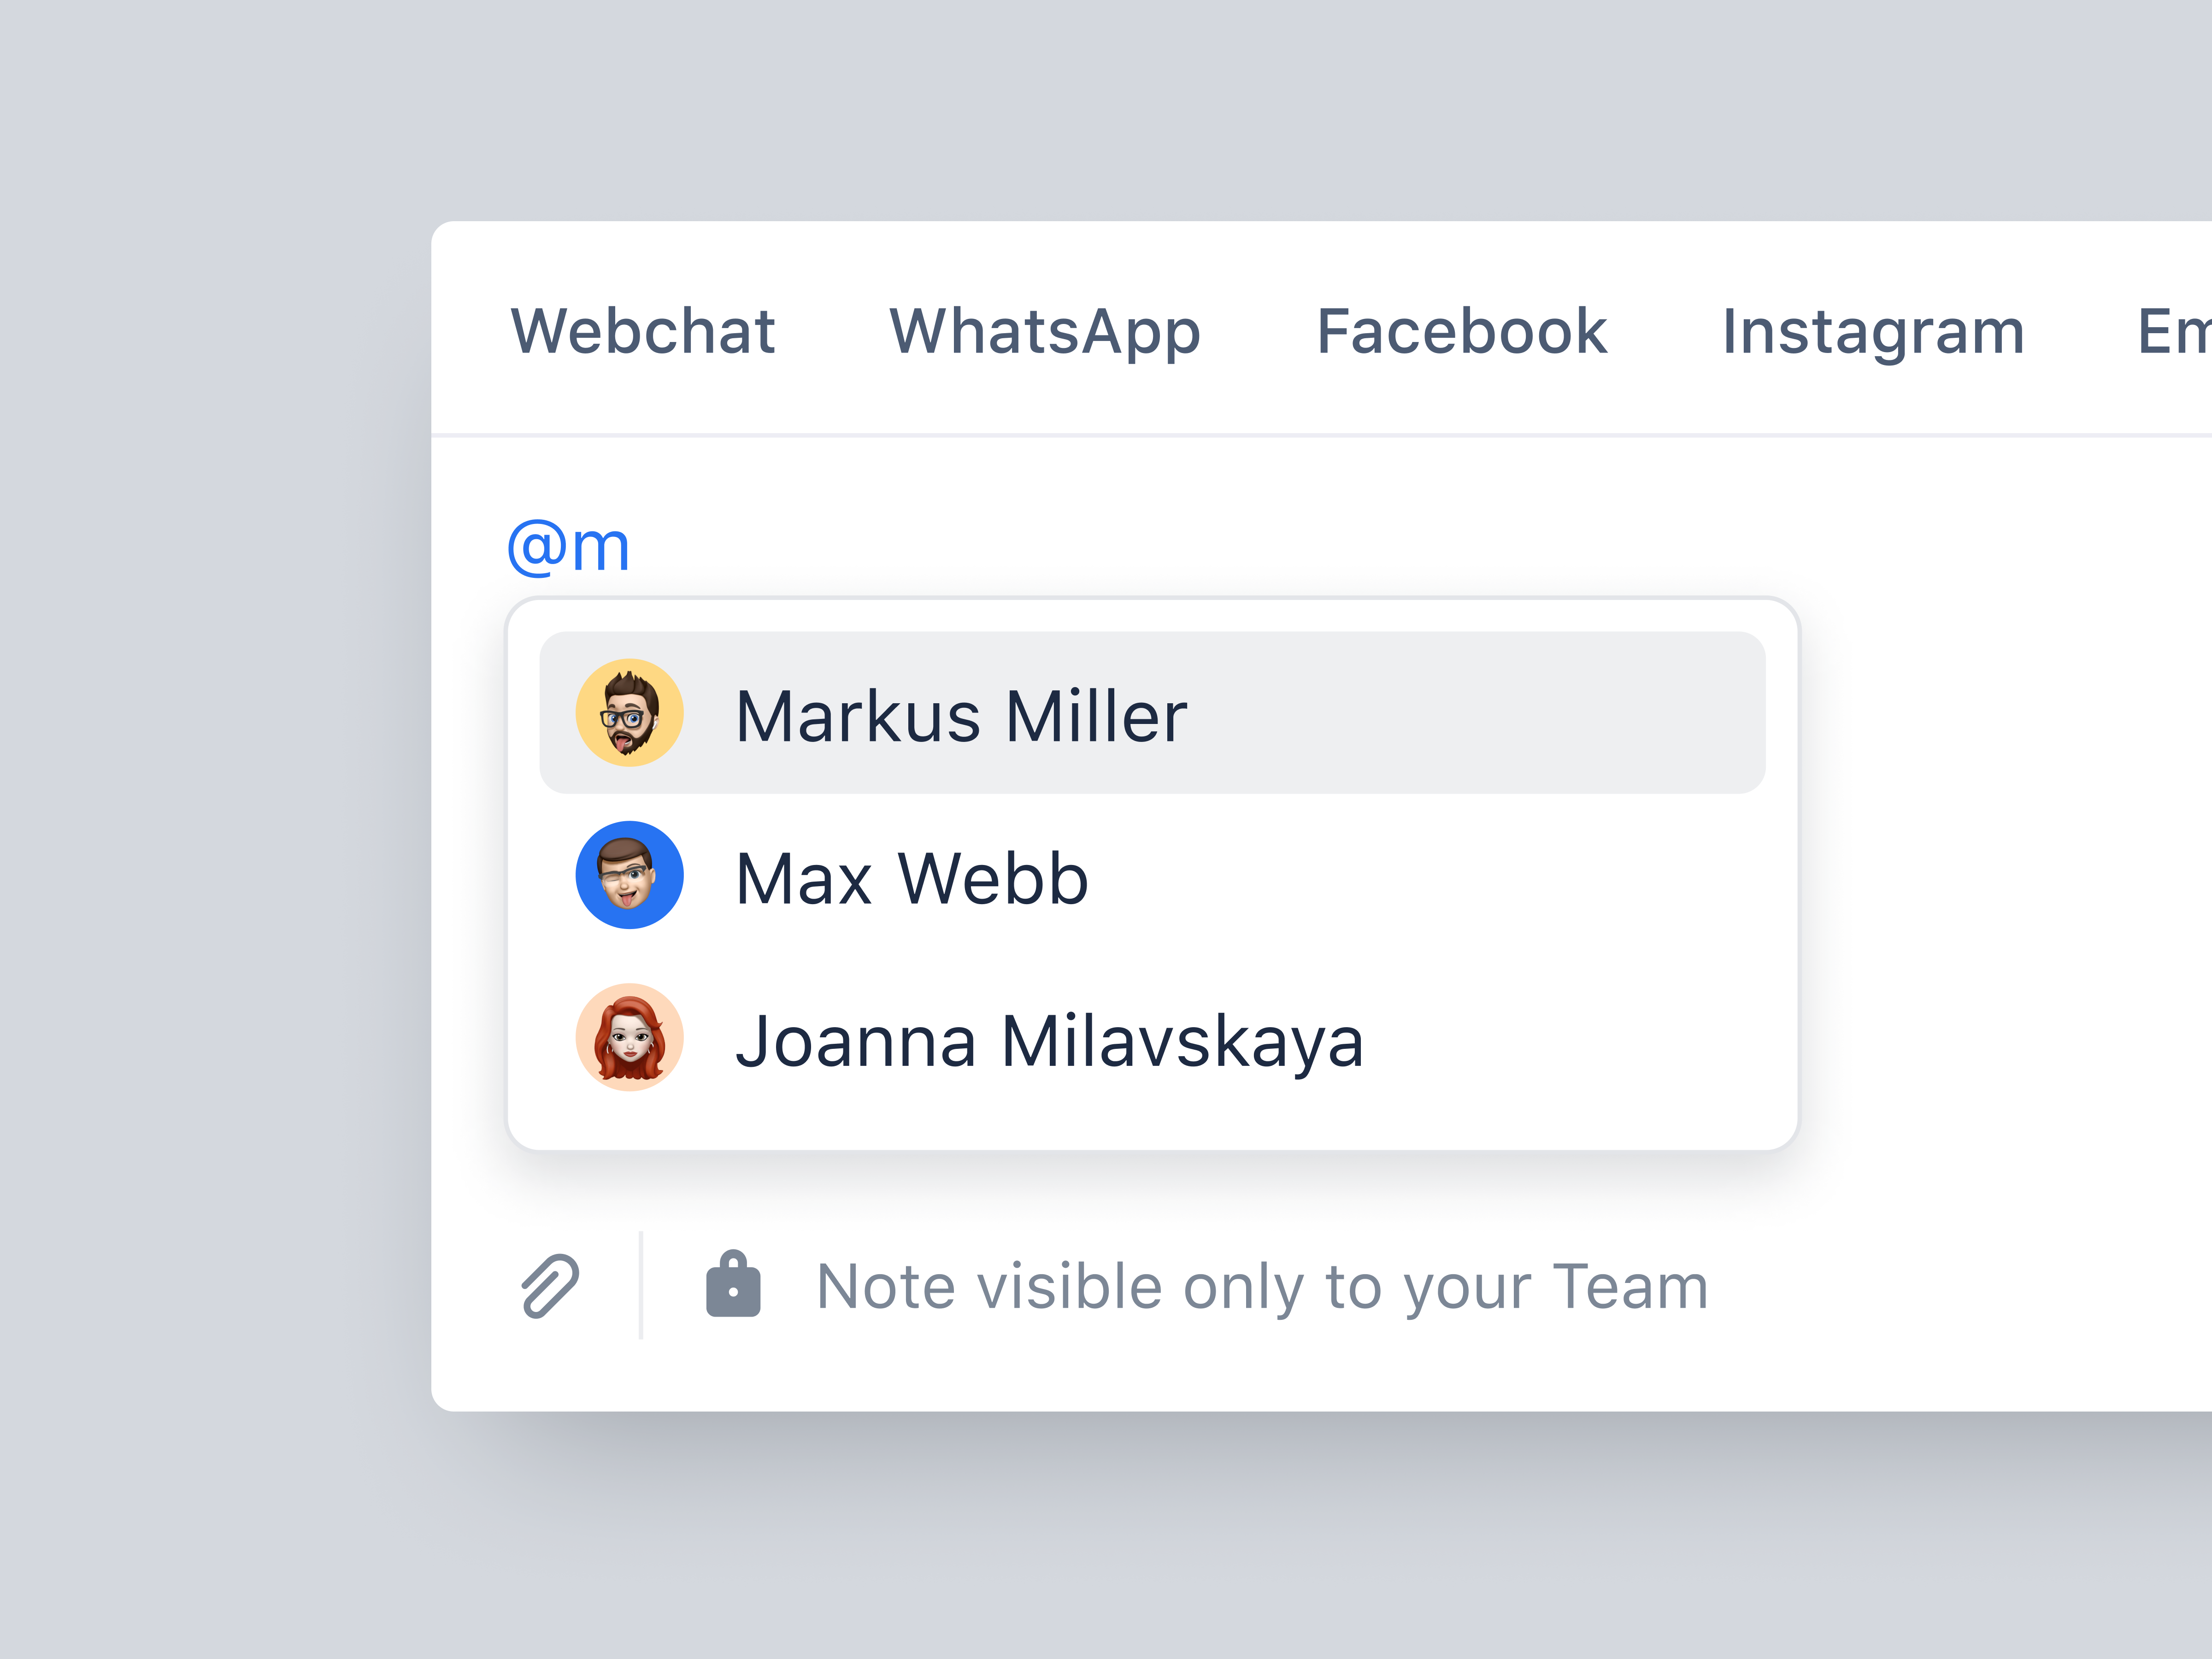 Webchat WhatsApp Facebook Instagram
@m
Markus Miller
Max Webb
Joanna Milavskaya
Note visible only to your Team